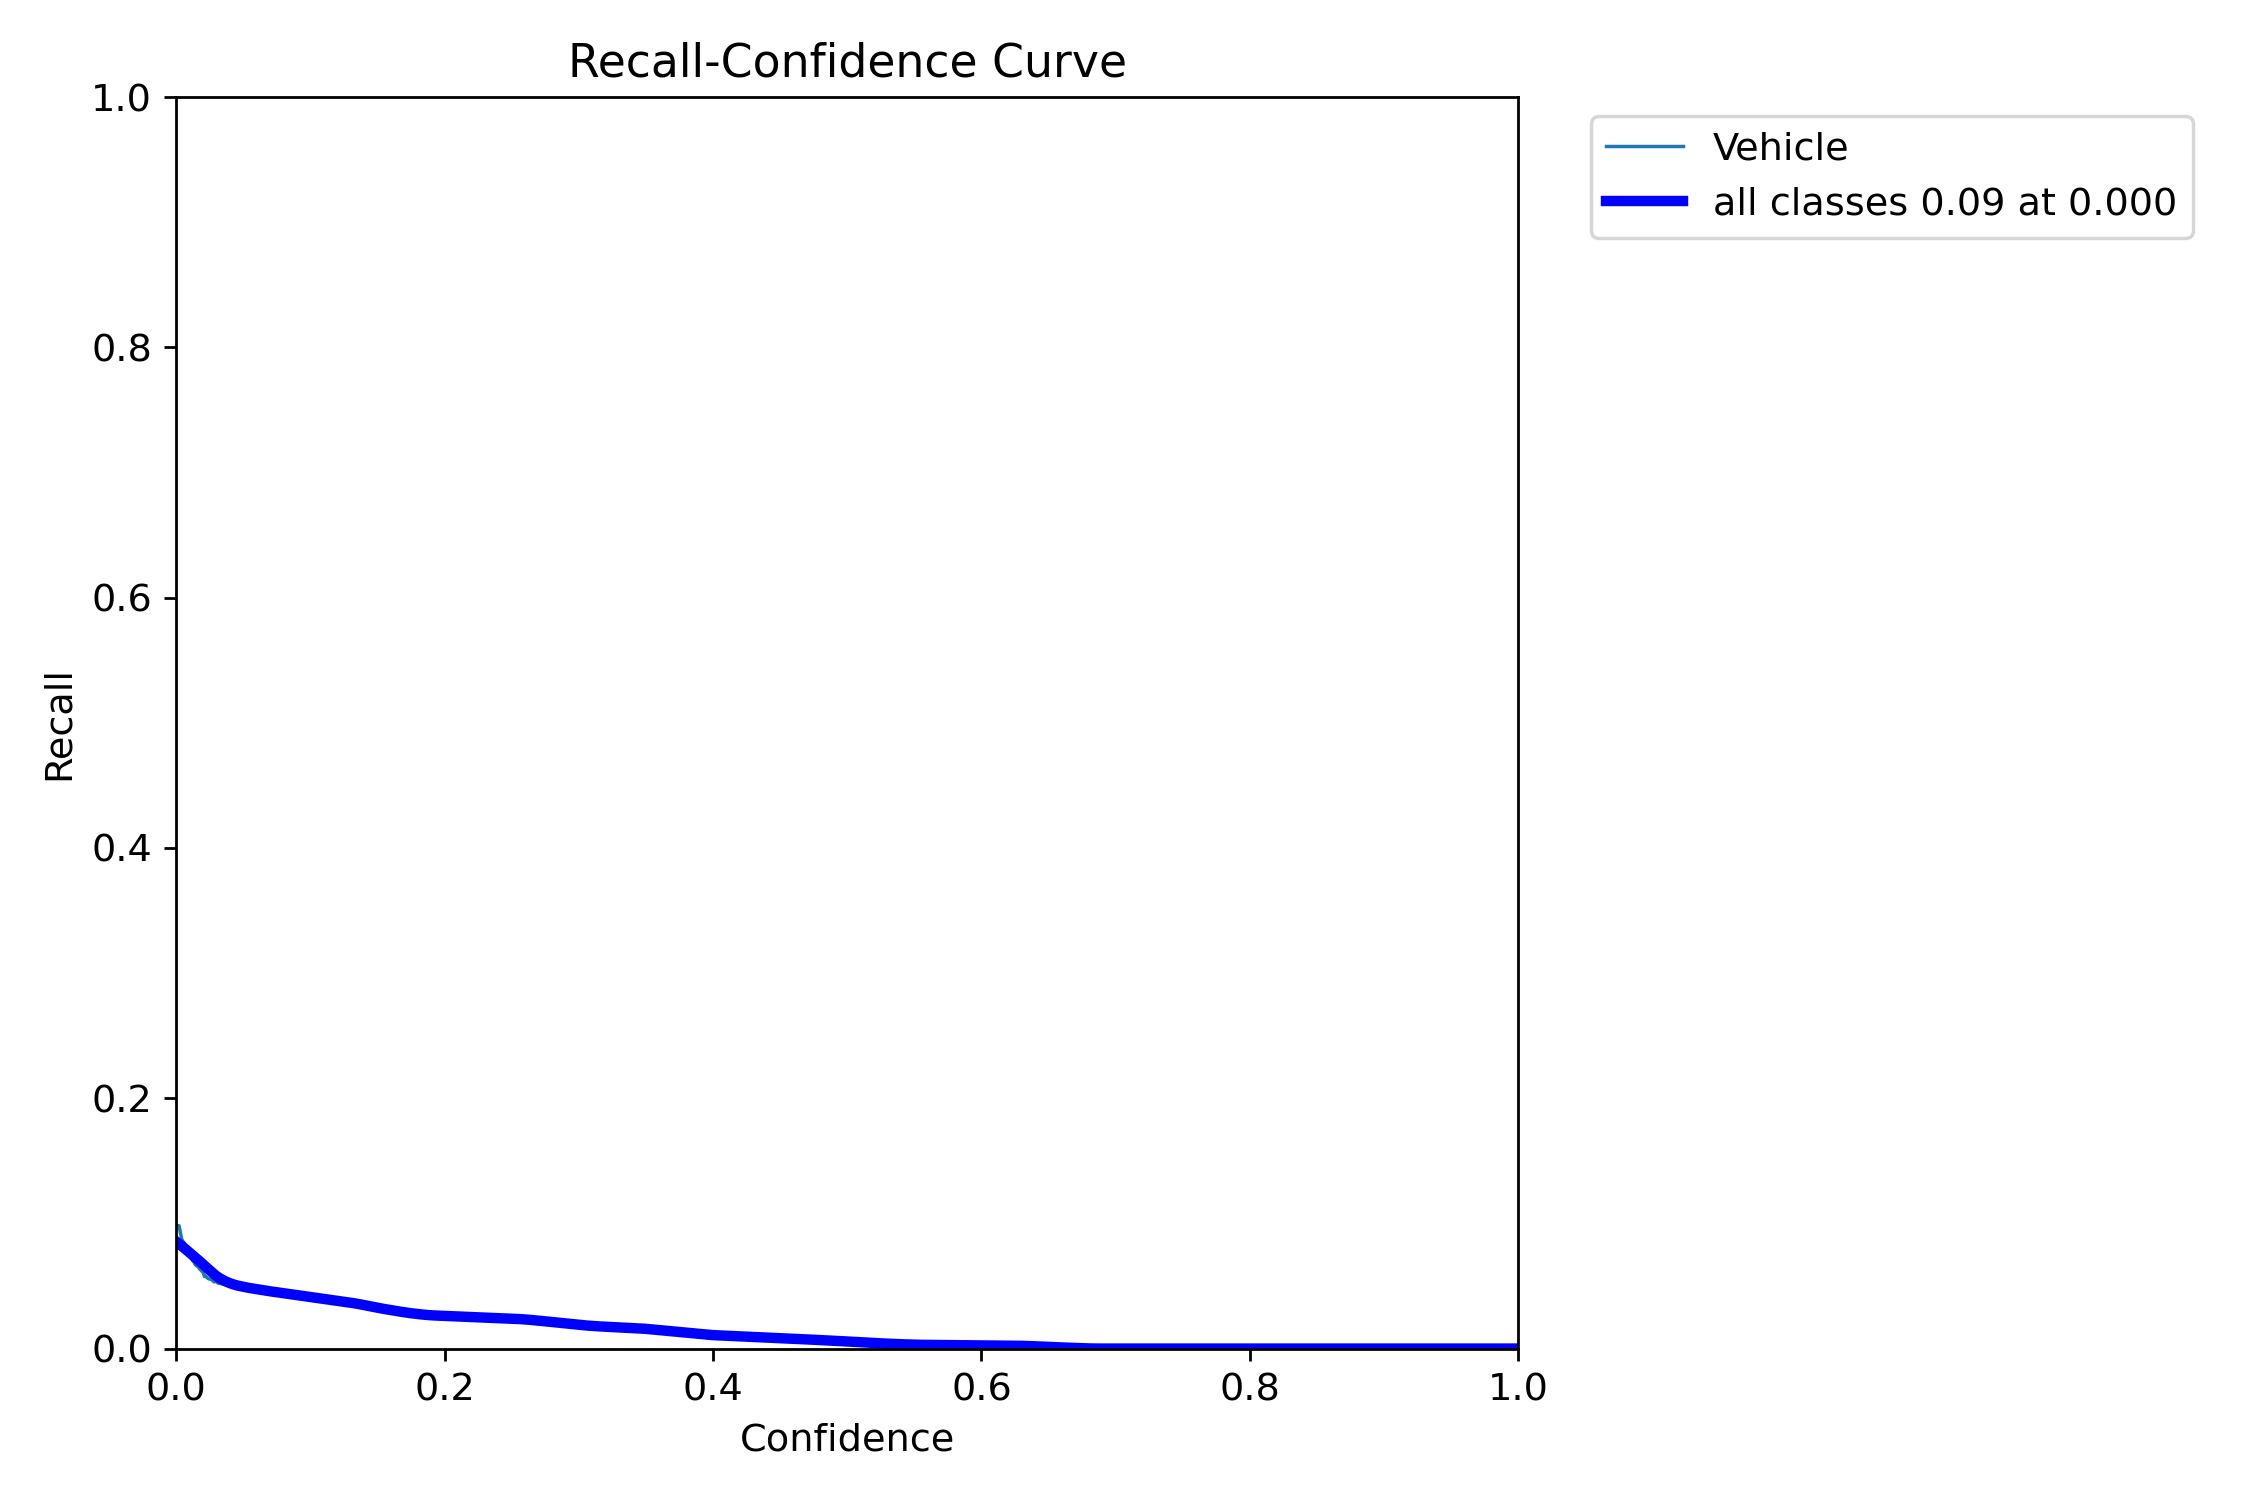 Recall-Confidence Curve
1.0
0.8
0.6
0.4
0.2
0.0
Recall
0.0 0.2 0.4 0.6 0.8 1.0
Confidence
Vehicle
all classes 0.09 at 0.000